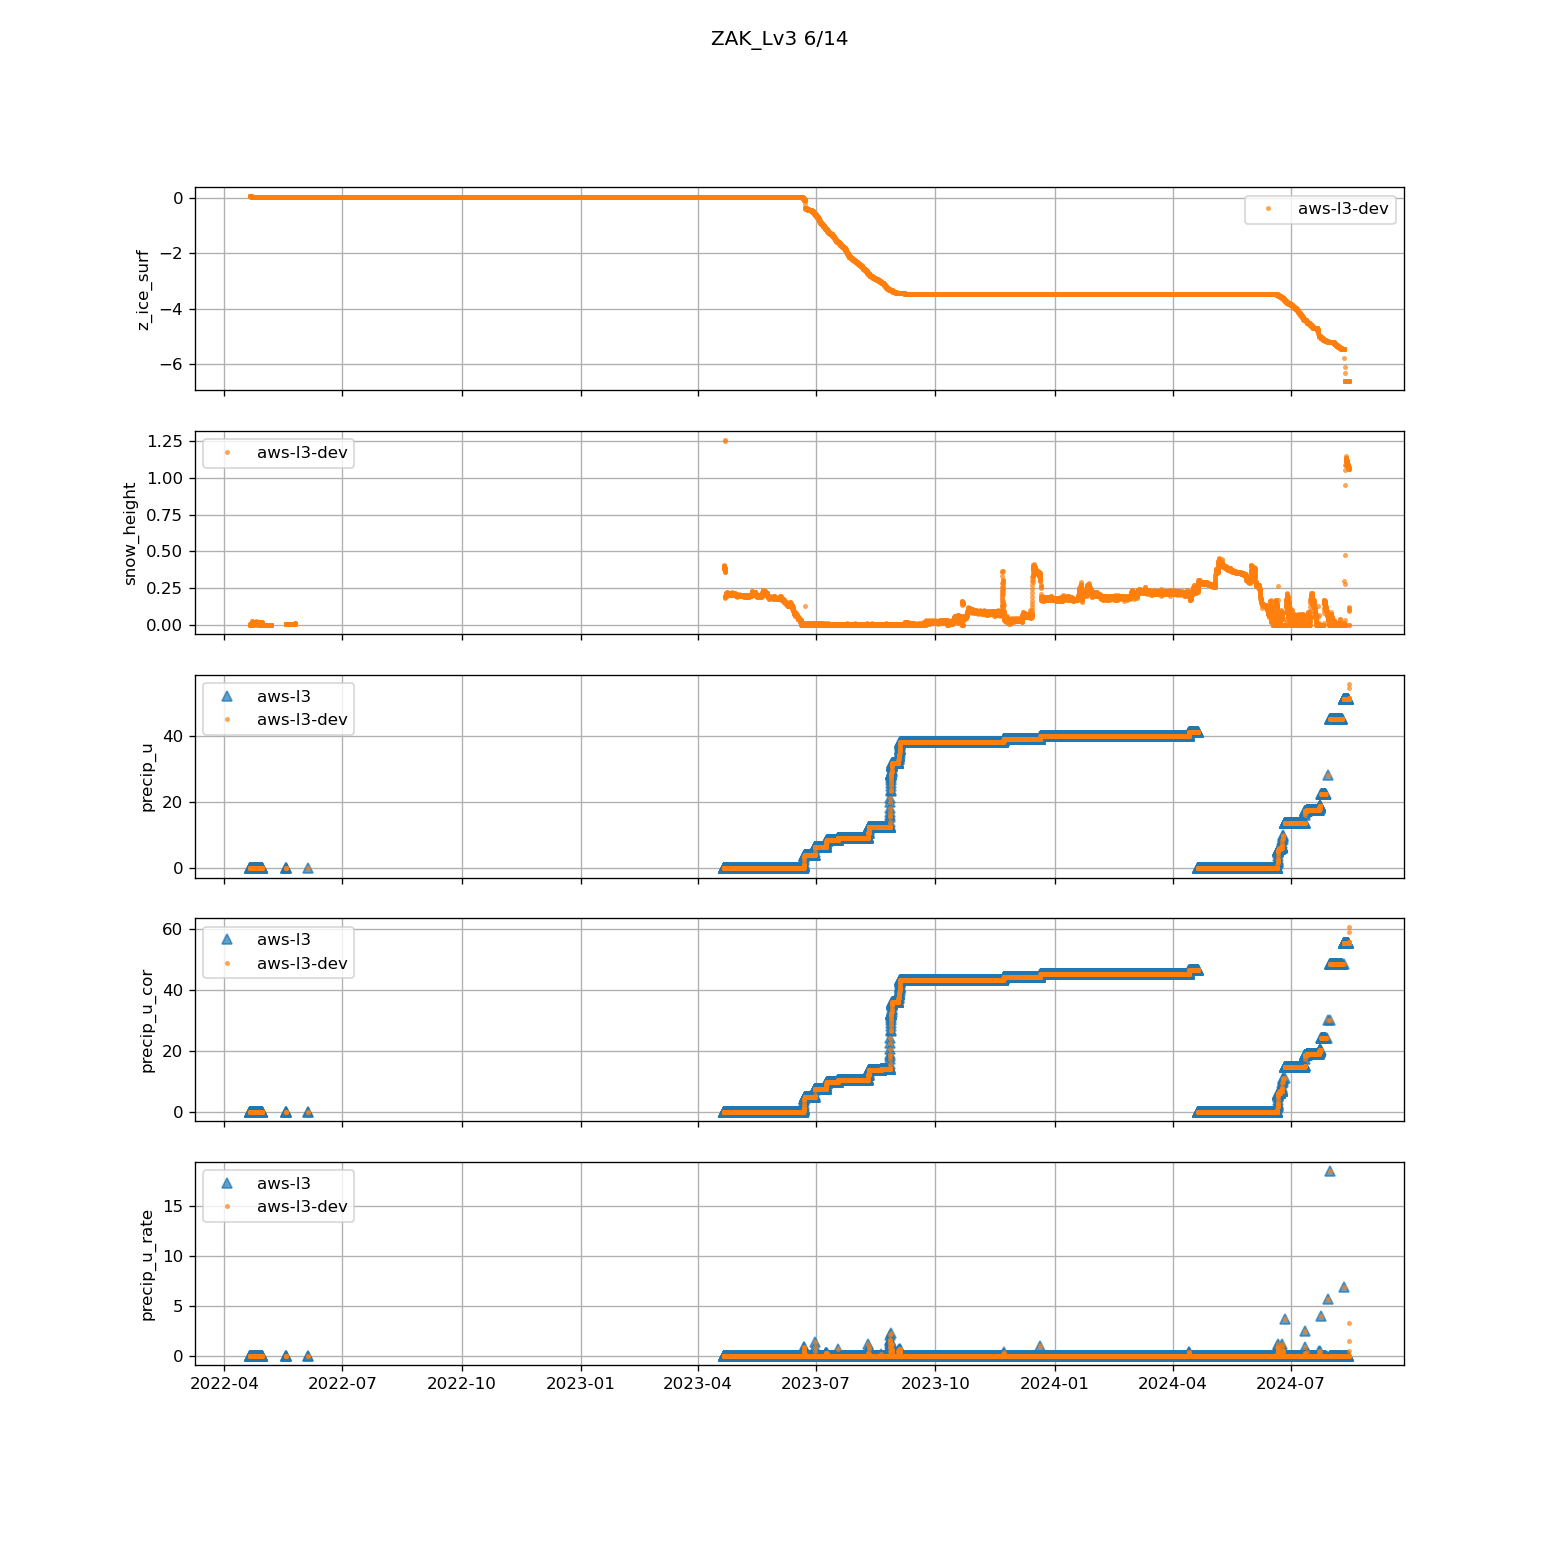 ZAK_Lv3 6/14
z_ice_surf
0
−2
−4
−6
aws-l3-dev
snow_height
1.25
1.00
0.75
0.50
0.25
0.00
aws-l3-dev
precip_u
40
20
0
aws-l3
aws-l3-dev
precip_u_cor
60
40
20
0
aws-l3
aws-l3-dev
precip_u_rate
15
10
5
0
aws-l3
aws-l3-dev
2022-04 2022-07 2022-10 2023-01 2023-04 2023-07 2023-10 2024-01 2024-04 2024-07